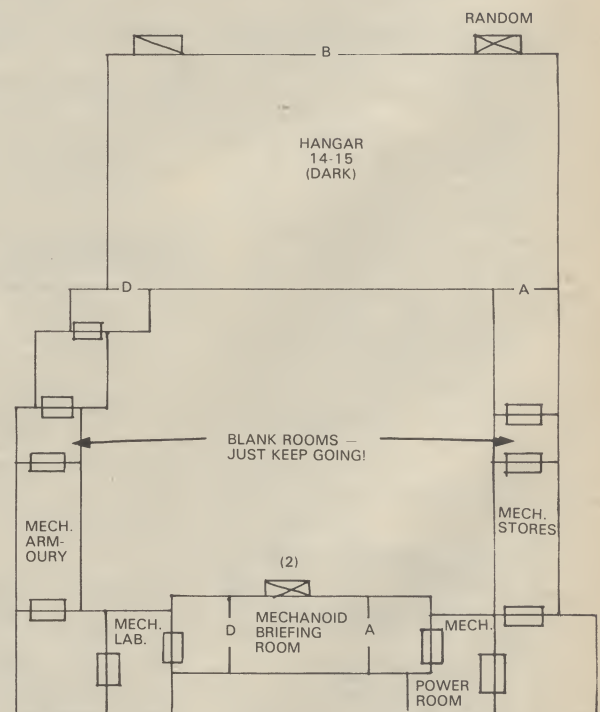 RANDOM
B
HANGAR
14-15
(DARK)
D
A
BLANK ROOMS —
JUST KEEP GOING!
MECH.
ARM-
OURY
MECH.
STORES
(2)
MECH.
LAB.
D
MECHANOID
BRIEFING
ROOM
A
MECH.
POWER
ROOM